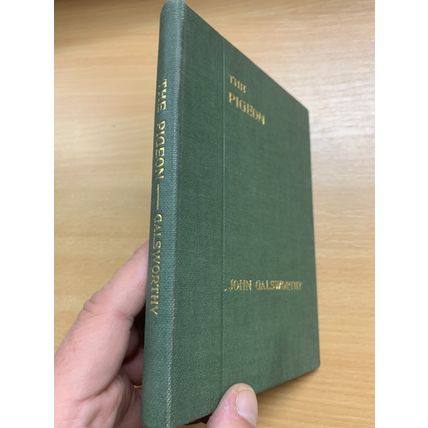 THE PIGEON — GALSWORTHY
THE
PIGEON
JOHN GALSWORTHY